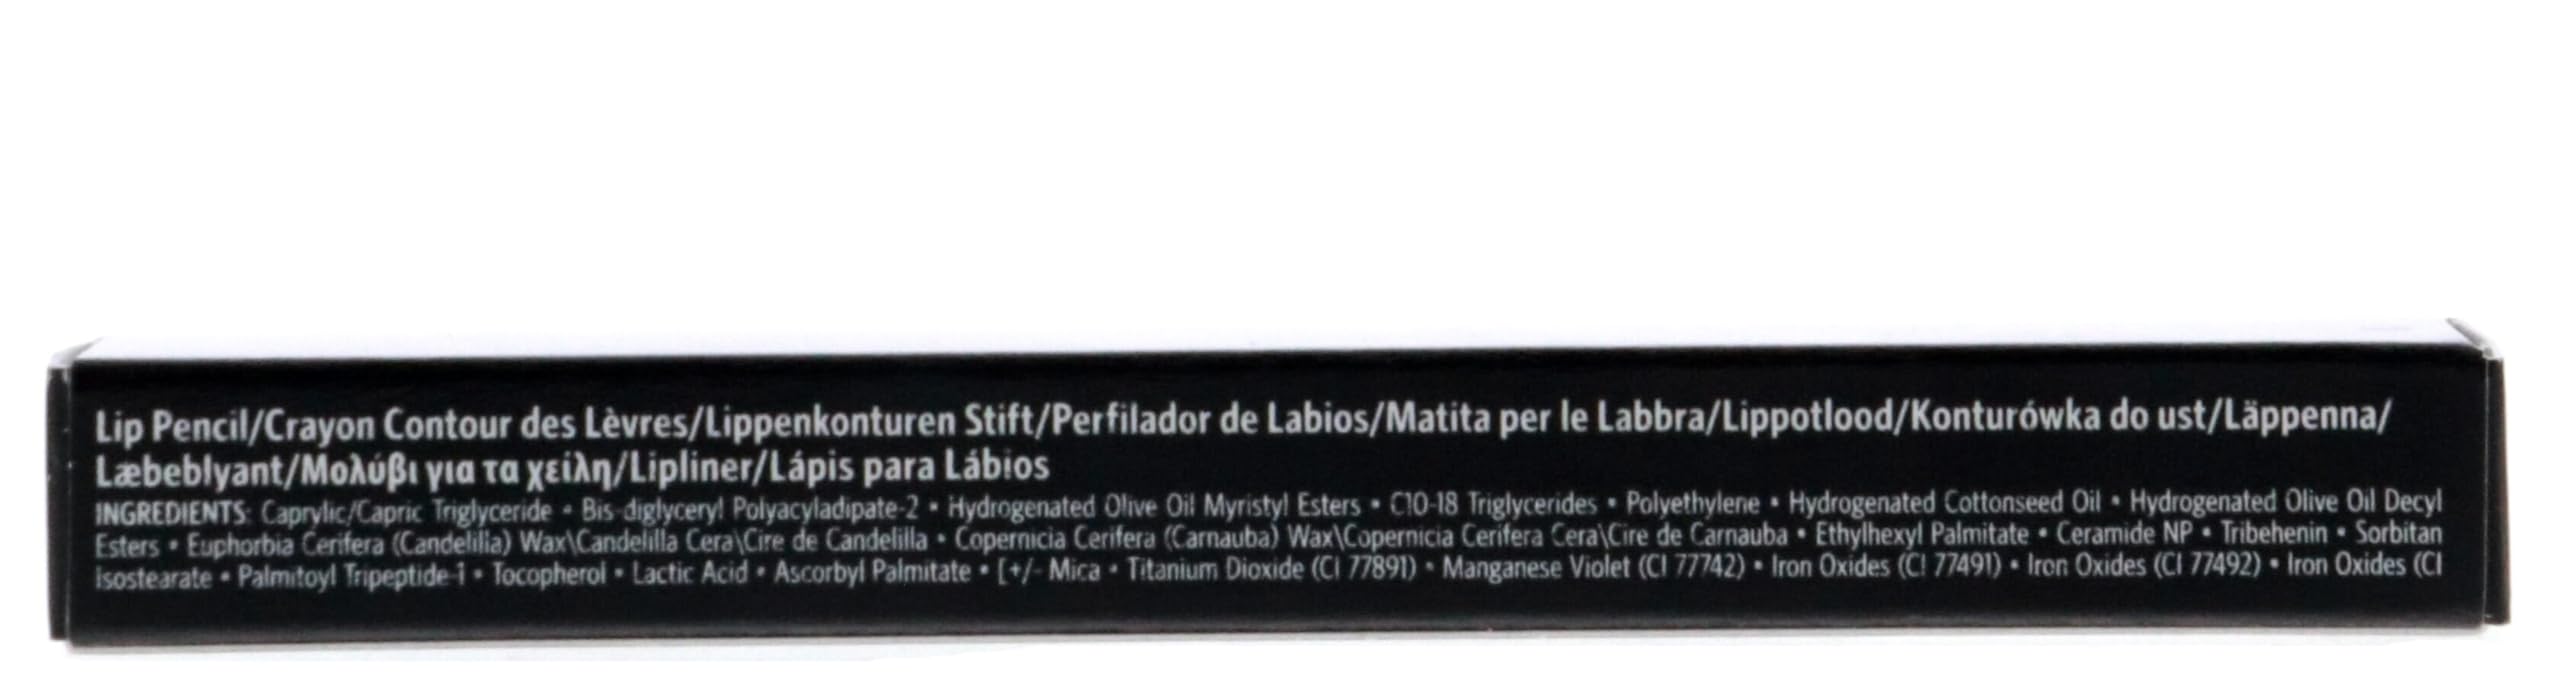 Lip Pencil/Crayon Contour des Lèvres/Lippenkonturen Stift/Perfilador de Labios/Matita per le Labbra/Lippotlood/Konturówka do ust/Läppenna/
Læbeblyant/Μολύβι για τα χείλη/Lipliner/Lápis para Lábios
INGREDIENTS: Caprylic/Capric Triglyceride • Bis-diglyceryl Polyacyladipate-2 • Hydrogenated Olive Oil Myristyl Esters • C10-18 Triglycerides • Polyethylene • Hydrogenated Cottonseed Oil • Hydrogenated Olive Oil Decyl
Esters • Euphorbia Cerifera (Candelilla) Wax\Candelilla Cera\Cire de Candelilla • Copernicia Cerifera (Carnauba) Wax\Copernicia Cerifera Cera\Cire de Carnauba • Ethylhexyl Palmitate • Ceramide NP • Tribehenin • Sorbitan
Isostearate • Palmitoyl Tripeptide-1 • Tocopherol • Lactic Acid • Ascorbyl Palmitate • [+/- Mica • Titanium Dioxide (CI 77891) • Manganese Violet (CI 77742) • Iron Oxides (CI 77491) • Iron Oxides (CI 77492) • Iron Oxides (CI